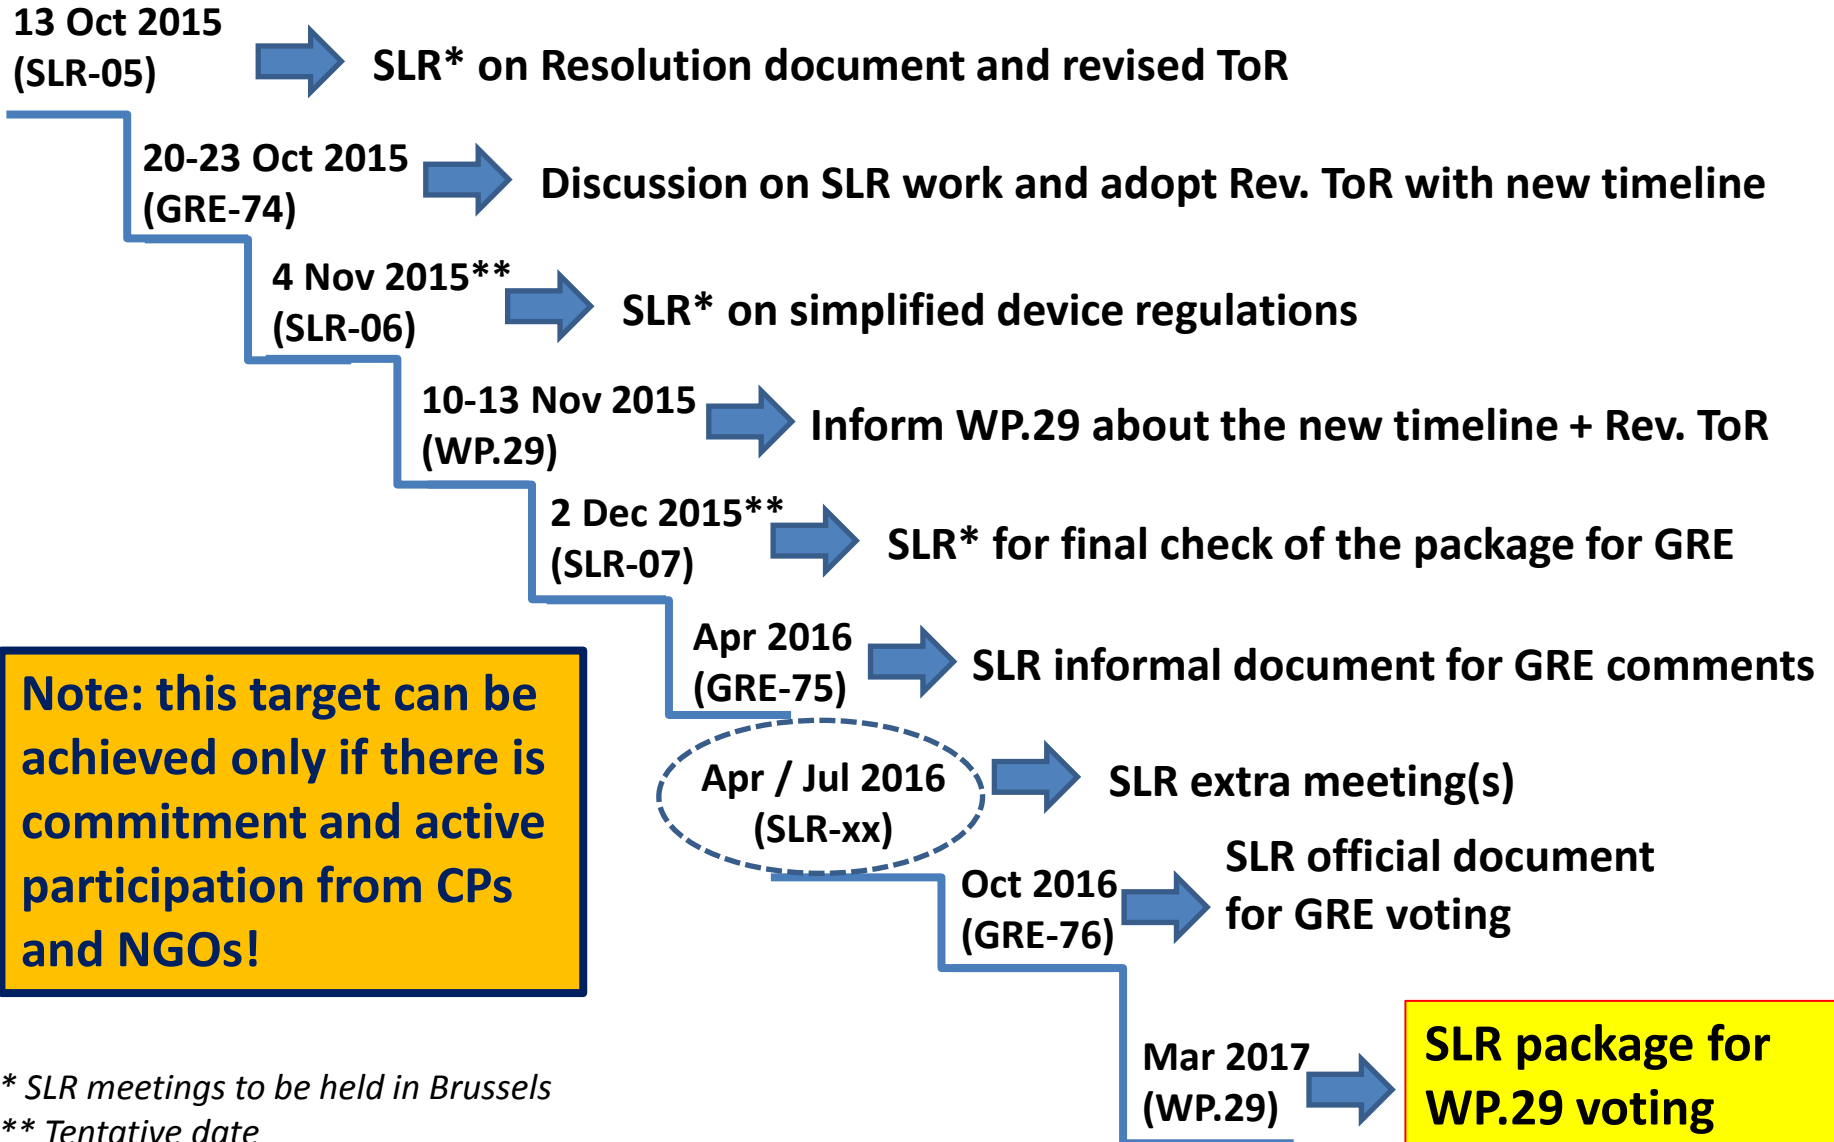 13 Oct 2015
(SLR-05)
SLR* on Resolution document and revised ToR
20-23 Oct 2015
(GRE-74)
Discussion on SLR work and adopt Rev. ToR with new timeline
4 Nov 2015**
(SLR-06)
SLR* on simplified device regulations
10-13 Nov 2015
(WP.29)
Inform WP.29 about the new timeline + Rev. ToR
2 Dec 2015**
(SLR-07)
SLR* for final check of the package for GRE
Apr 2016
(GRE-75)
SLR informal document for GRE comments
Note: this target can be
achieved only if there is
commitment and active
participation from CPs
and NGOs!
Apr / Jul 2016
(SLR-xx)
SLR extra meeting(s)
Oct 2016
(GRE-76)
SLR official document
for GRE voting
Mar 2017
(WP.29)
SLR package for
WP.29 voting
* SLR meetings to be held in Brussels
** Tentative date